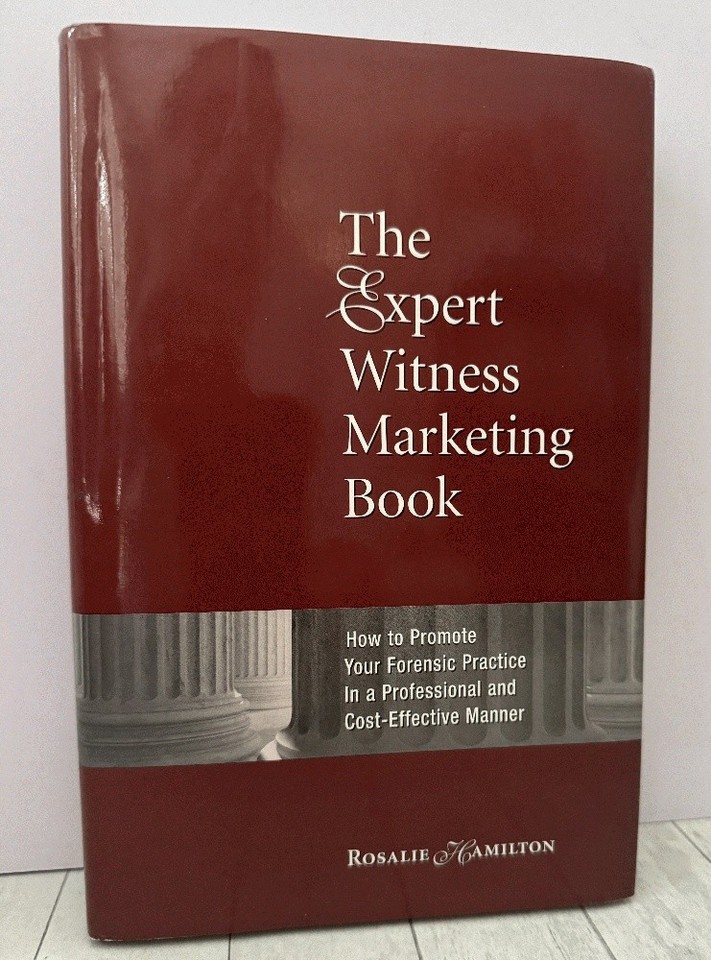 The
Expert
Witness
Marketing
Book
How to Promote
Your Forensic Practice
In a Professional and
Cost-Effective Manner
Rosalie Hamilton